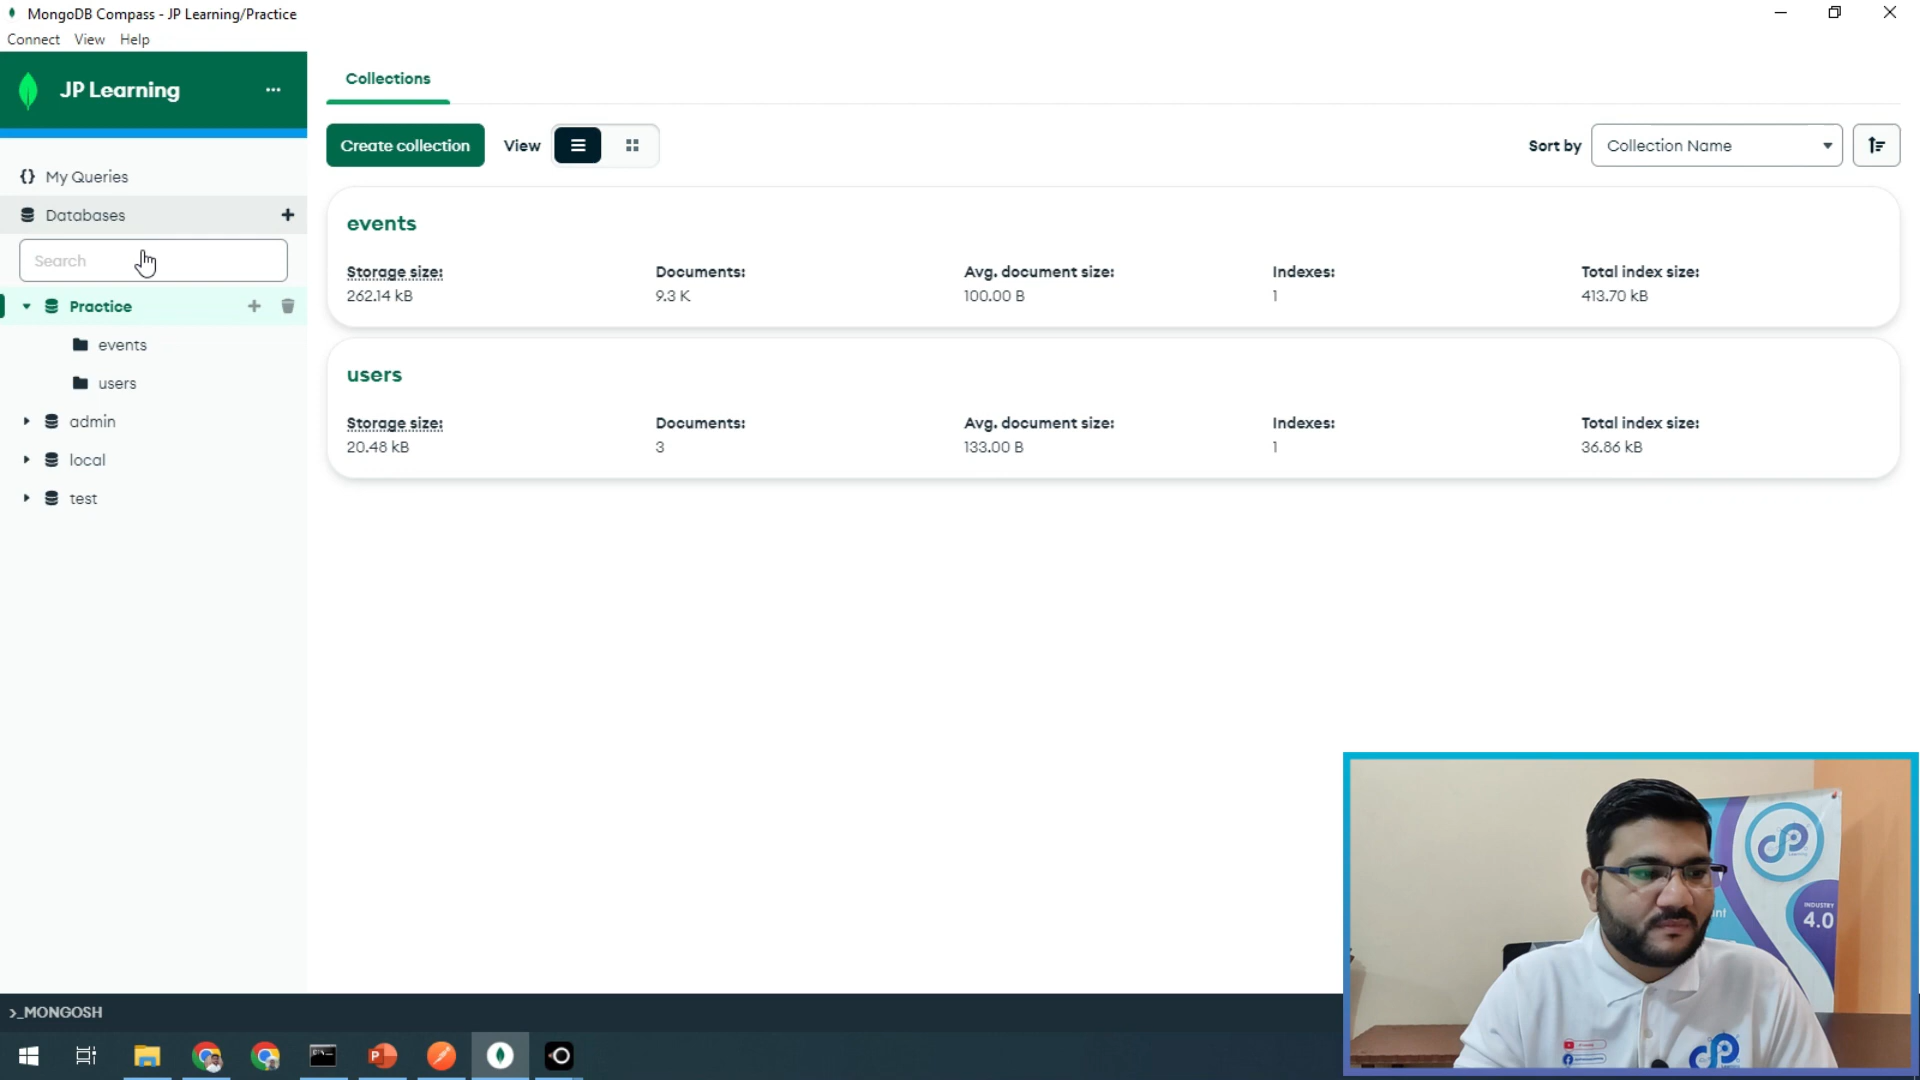 MongoDB Compass - JP Learning/Practice
Connect View Help
JP Learning
My Queries
Databases
Search
Practice
events
users
admin
local
test
Collections
Create collection
View
Sort by
Collection Name
events
Storage size:
262.14 kB
Documents:
9.3 K
Avg. document size:
100.00 B
Indexes:
1
Total index size:
413.70 kB
users
Storage size:
20.48 kB
Documents:
3
Avg. document size:
133.00 B
Indexes:
1
Total index size:
36.86 kB
>_MONGOSH
INDUSTRY
4.0